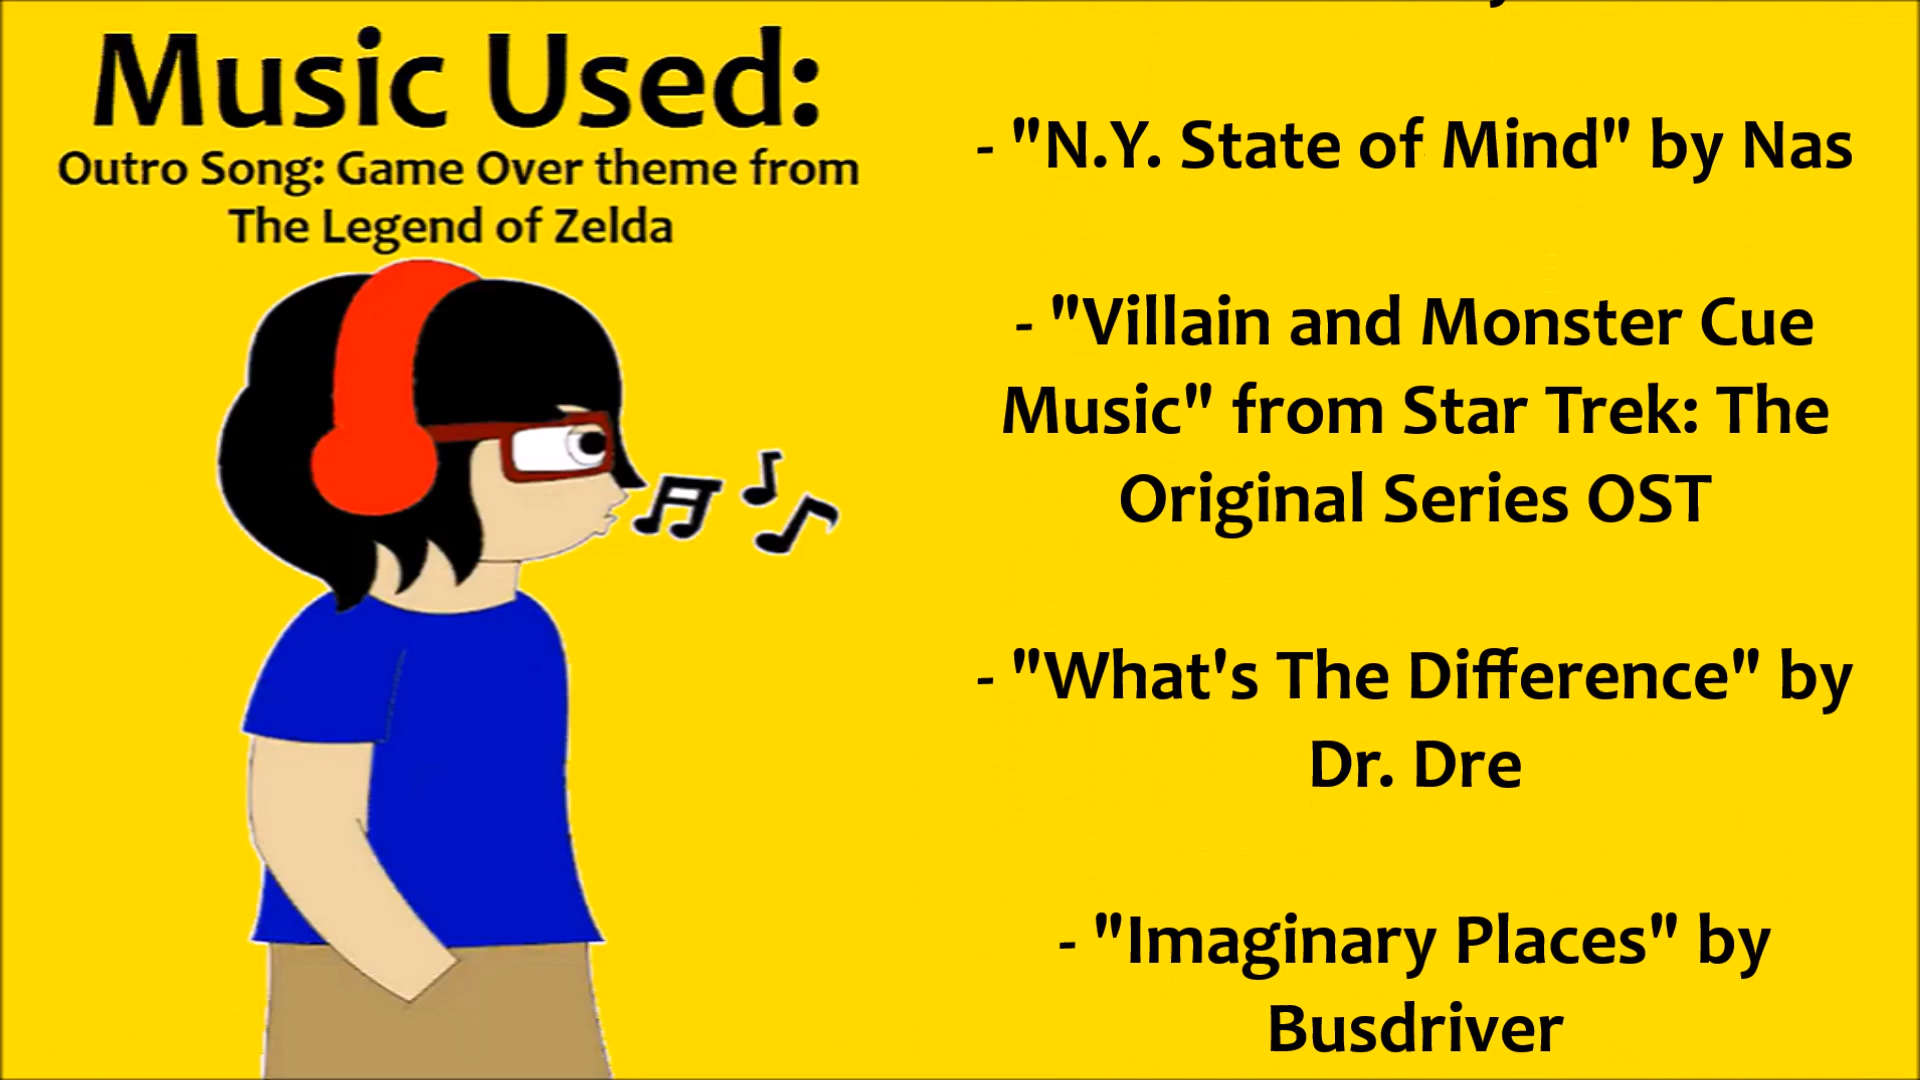 Music Used:
Outro Song: Game Over theme from
The Legend of Zelda
- "N.Y. State of Mind" by Nas
- "Villain and Monster Cue
Music" from Star Trek: The
Original Series OST
- "What's The Difference" by
Dr. Dre
- "Imaginary Places" by
Busdriver